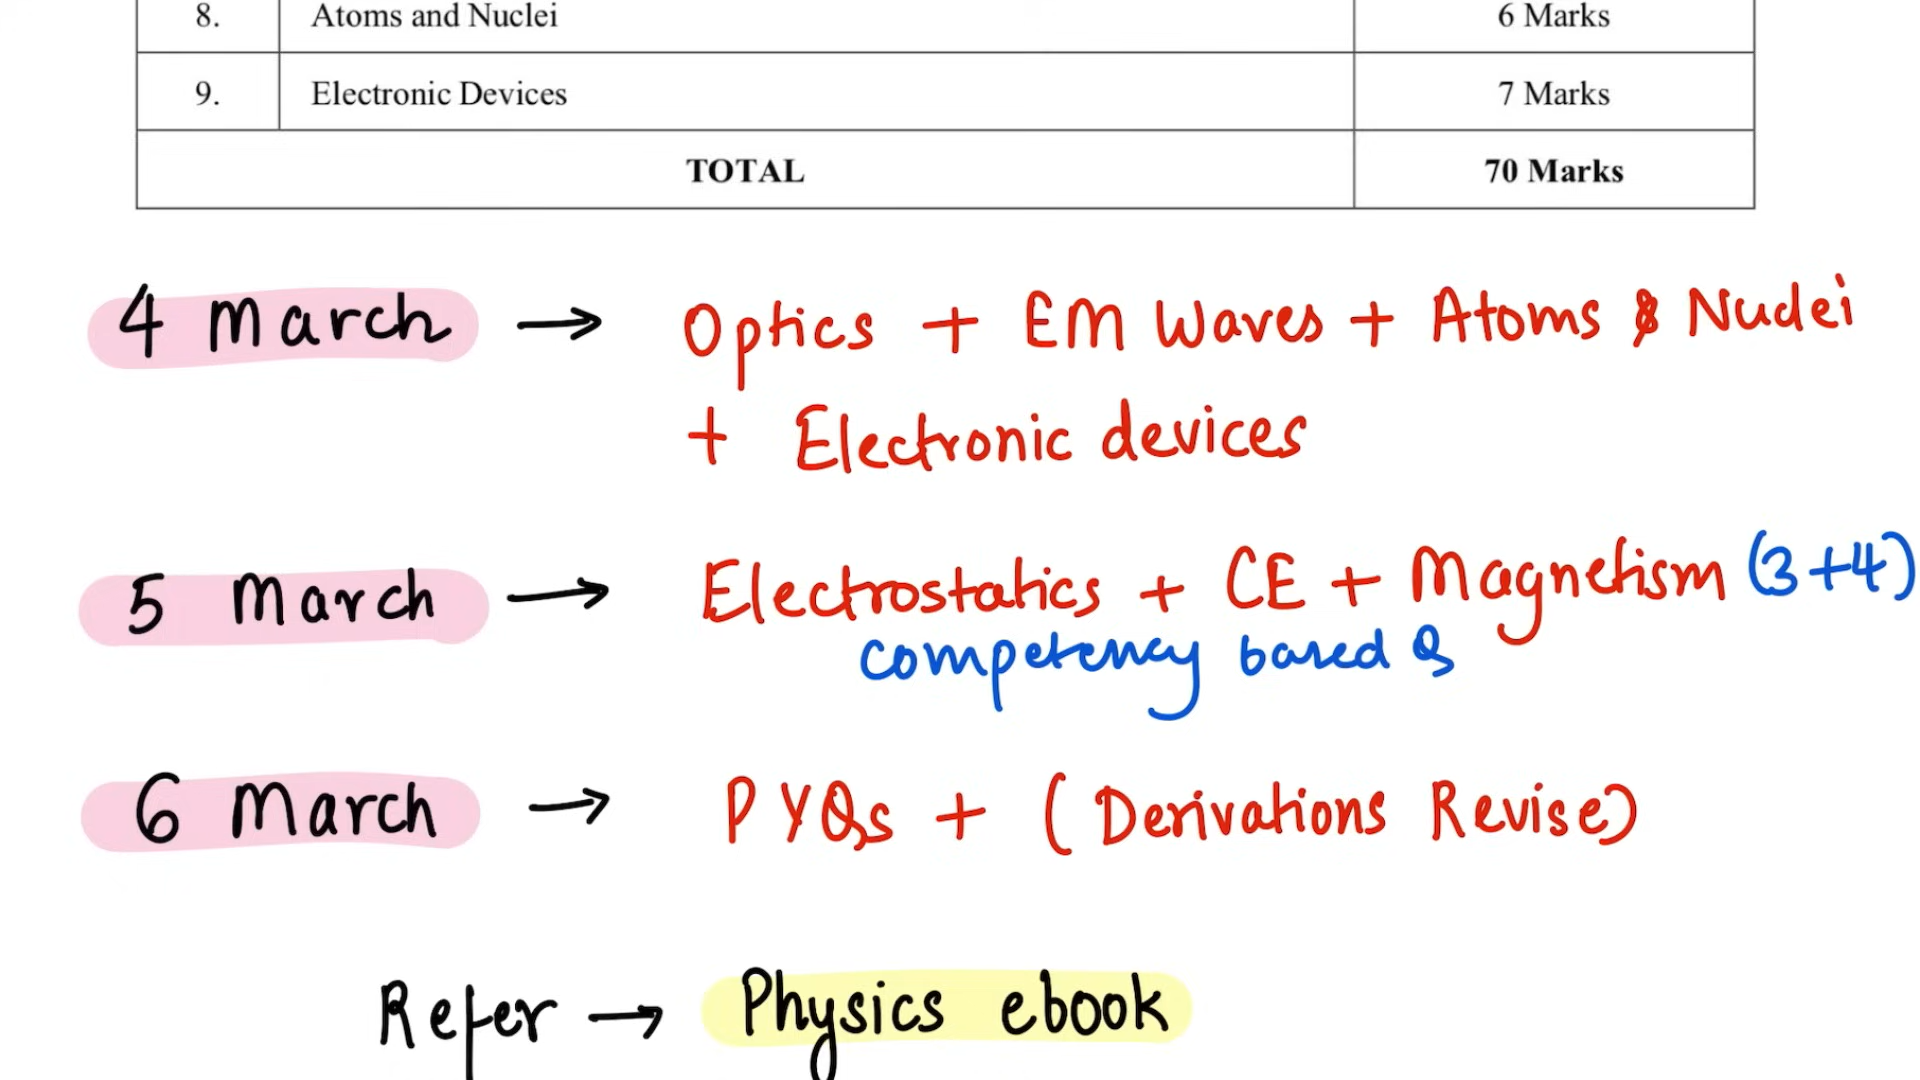 8. Atoms and Nuclei 6 Marks
9. Electronic Devices 7 Marks
TOTAL 70 Marks
4 March → Optics + EM Waves + Atoms & Nuclei
+ Electronic devices
5 March → Electrostatics + CE + Magnetism (3+4)
competency based Q
6 March → PYQs + (Derivations Revise)
Refer → Physics ebook